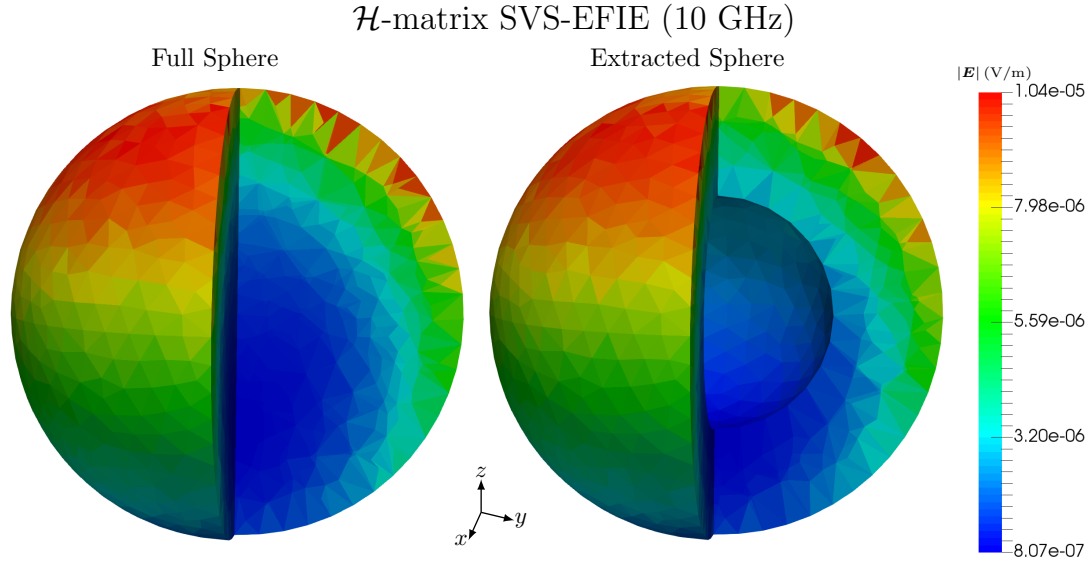 𝓗-matrix SVS-EFIE (10 GHz)
Full Sphere
Extracted Sphere
|E| (V/m)
1.04e-05
7.98e-06
5.59e-06
3.20e-06
8.07e-07
z
y
x